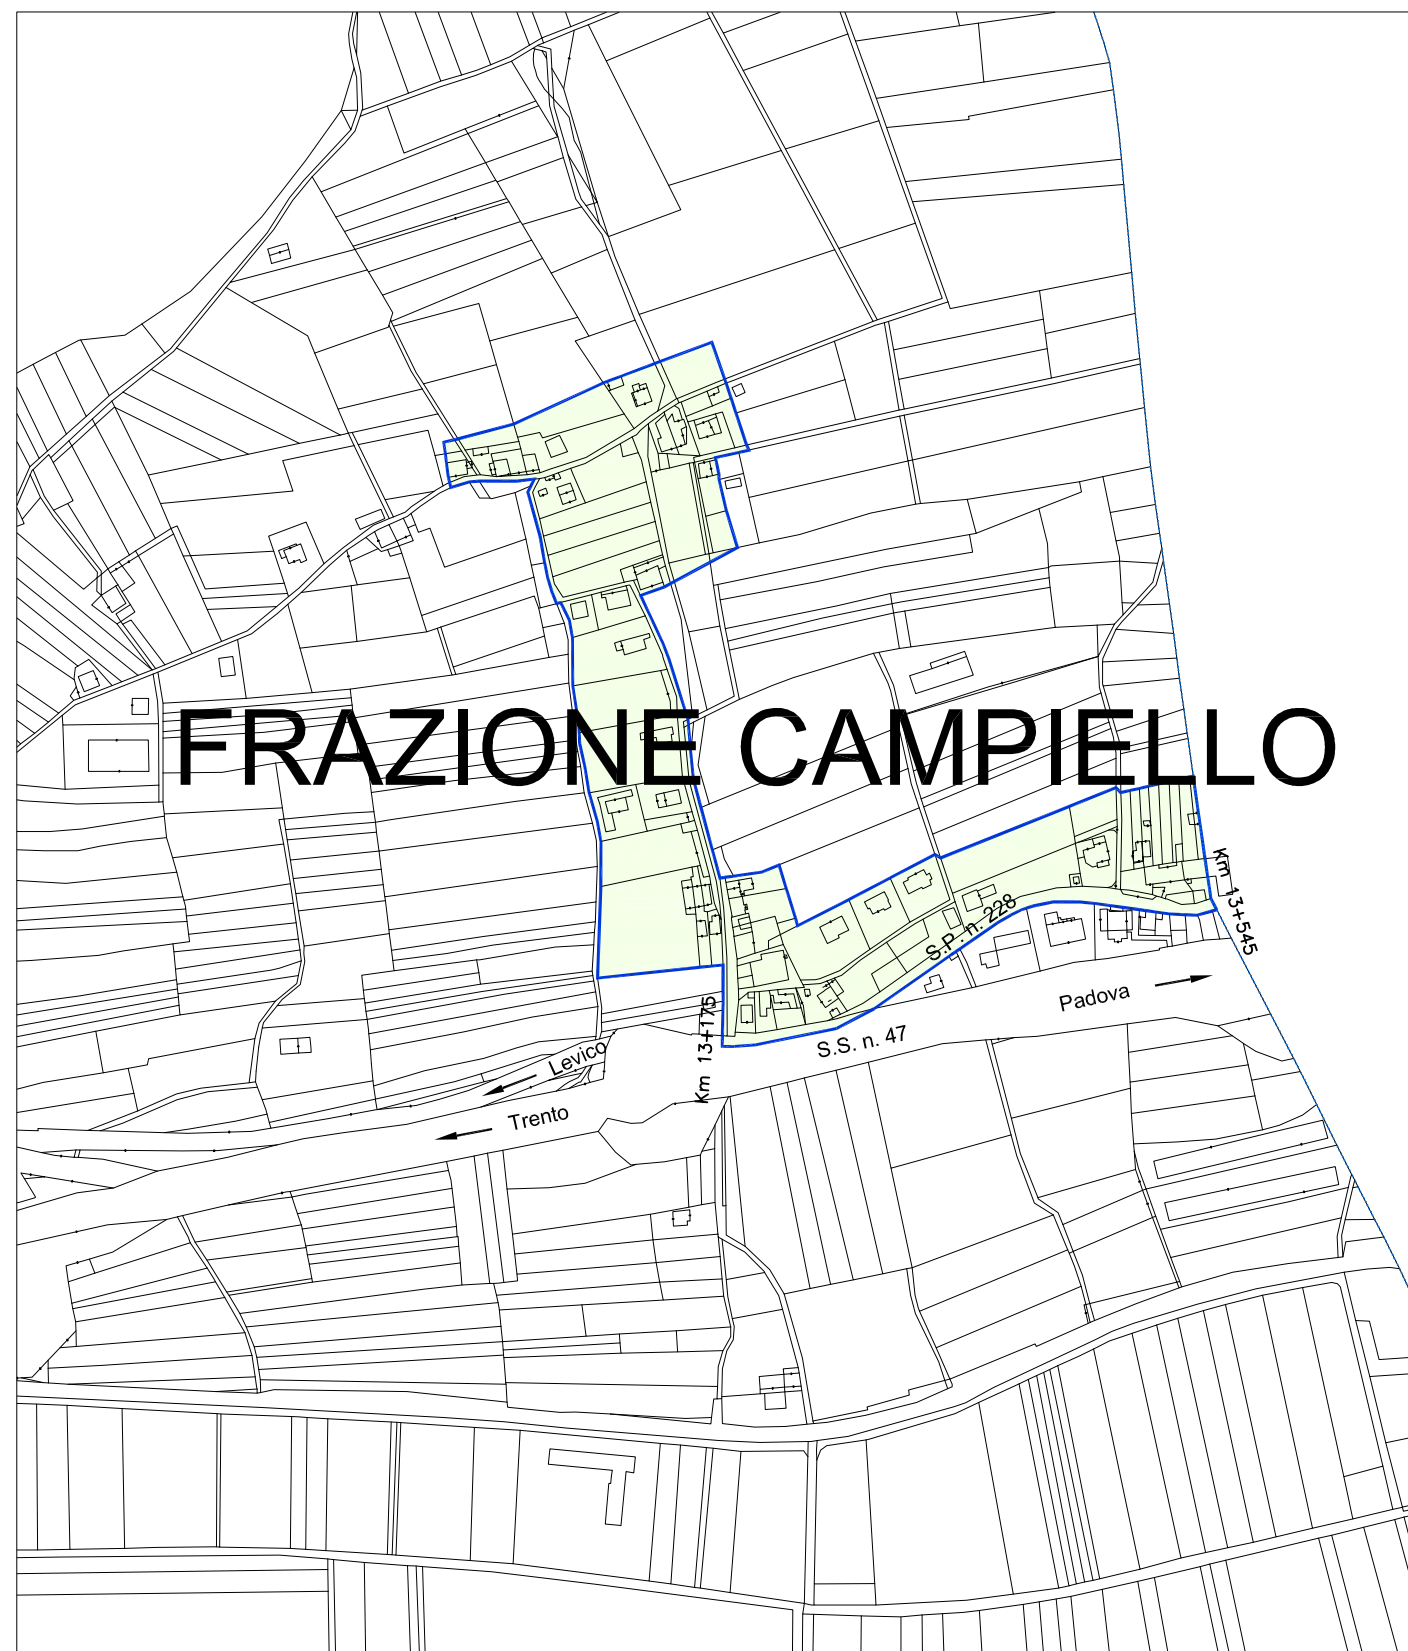 FRAZIONE CAMPIELLO
Km 13+545
S.P. n. 228
Padova
Km 13+175
S.S. n. 47
Levico
Trento